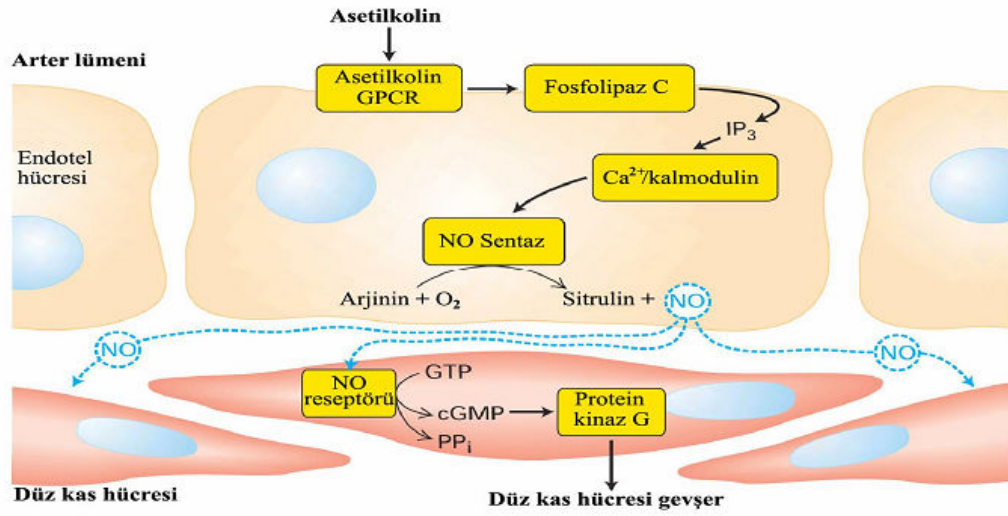 Asetilkolin
Arter lümeni
Asetilkolin
GPCR
Fosfolipaz C
IP₃
Endotel
hücresi
Ca²⁺/kalmodulin
NO Sentaz
Arjinin + O₂
Sitrulin +
NO
NO
NO
NO
reseptörü
GTP
cGMP
PPᵢ
Protein
kinaz G
Düz kas hücresi
Düz kas hücresi gevşer